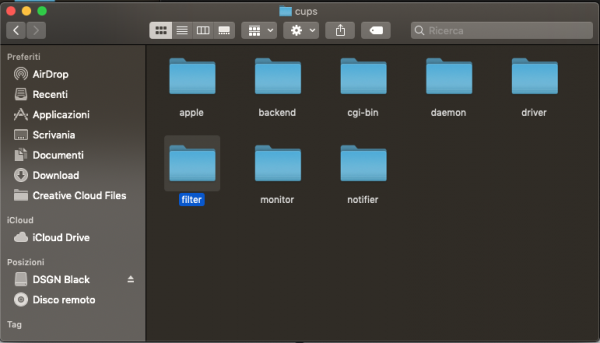 cups
Ricerca
Preferiti
AirDrop
Recenti
Applicazioni
Scrivania
Documenti
Download
Creative Cloud Files
iCloud
iCloud Drive
Posizioni
DSGN Black
Disco remoto
Tag
apple backend cgi-bin daemon driver
filter monitor notifier